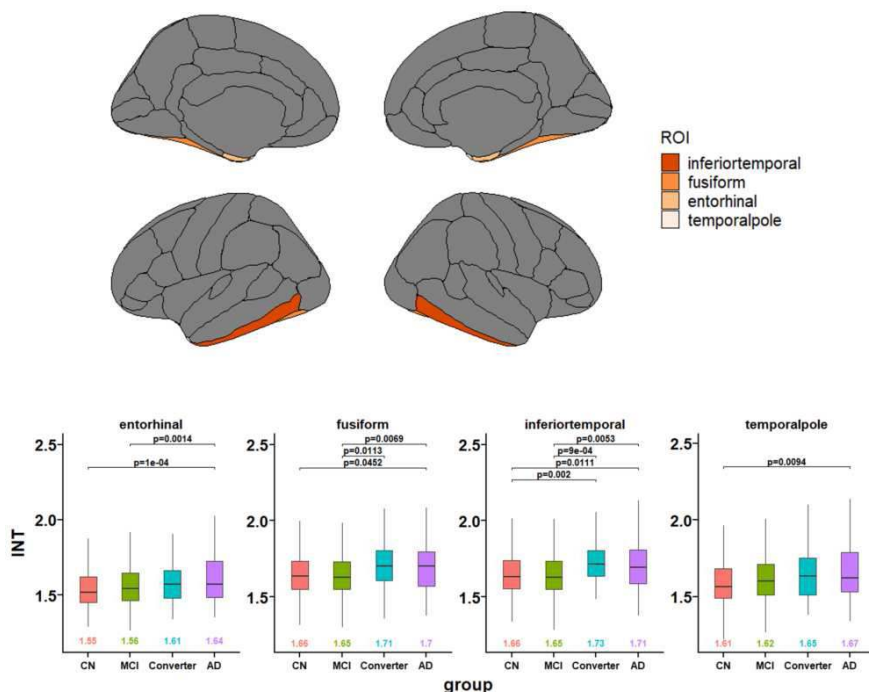 ROI
inferiortemporal
fusiform
entorhinal
temporalpole
entorhinal
fusiform
inferiortemporal
temporalpole
INT
2.5
2.0
1.5
p=0.0014
p=1e-04
1.55
1.56
1.61
1.64
CN
MCI
Converter
AD
2.5
2.0
1.5
p=0.0069
p=0.0113
p=0.0452
1.66
1.65
1.71
1.7
CN
MCI
Converter
AD
2.5
2.0
1.5
p=0.0053
p=9e-04
p=0.0111
p=0.002
1.66
1.65
1.73
1.71
CN
MCI
Converter
AD
2.5
2.0
1.5
p=0.0094
1.61
1.62
1.65
1.67
CN
MCI
Converter
AD
group